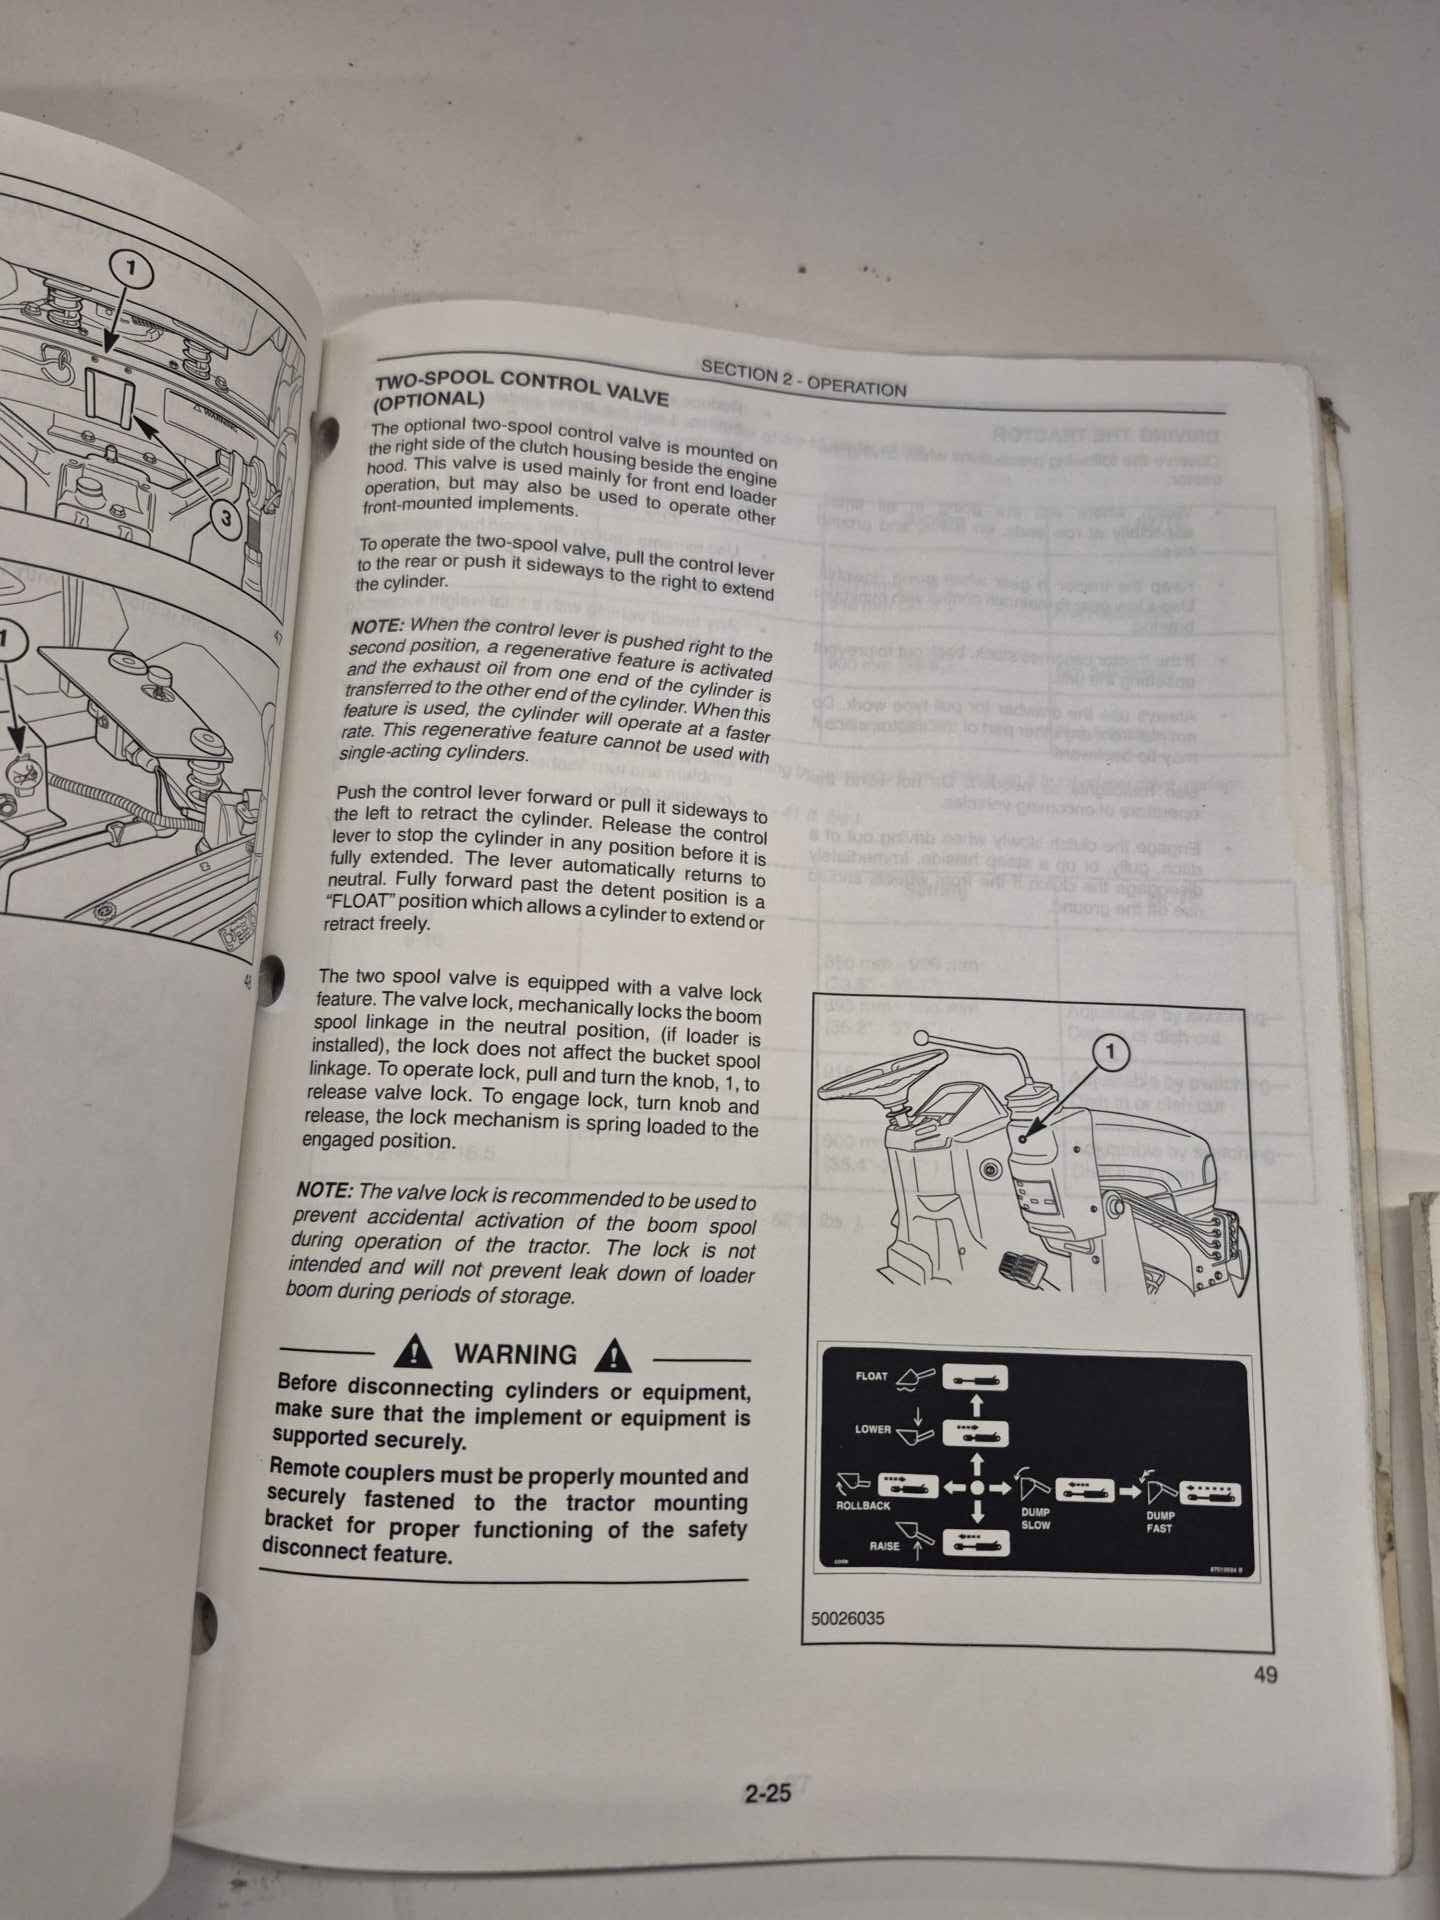 1
WARNING
3
47
1
48
SECTION 2 - OPERATION
TWO-SPOOL CONTROL VALVE
(OPTIONAL)
The optional two-spool control valve is mounted on
the right side of the clutch housing beside the engine
hood. This valve is used mainly for front end loader
operation, but may also be used to operate other
front-mounted implements.
To operate the two-spool valve, pull the control lever
to the rear or push it sideways to the right to extend
the cylinder.
NOTE: When the control lever is pushed right to the
second position, a regenerative feature is activated
and the exhaust oil from one end of the cylinder is
transferred to the other end of the cylinder. When this
feature is used, the cylinder will operate at a faster
rate. This regenerative feature cannot be used with
single-acting cylinders.
Push the control lever forward or pull it sideways to
the left to retract the cylinder. Release the control
lever to stop the cylinder in any position before it is
fully extended. The lever automatically returns to
neutral. Fully forward past the detent position is a
“FLOAT” position which allows a cylinder to extend or
retract freely.
The two spool valve is equipped with a valve lock
feature. The valve lock, mechanically locks the boom
spool linkage in the neutral position, (if loader is
installed), the lock does not affect the bucket spool
linkage. To operate lock, pull and turn the knob, 1, to
release valve lock. To engage lock, turn knob and
release, the lock mechanism is spring loaded to the
engaged position.
NOTE: The valve lock is recommended to be used to
prevent accidental activation of the boom spool
during operation of the tractor. The lock is not
intended and will not prevent leak down of loader
boom during periods of storage.
WARNING
Before disconnecting cylinders or equipment,
make sure that the implement or equipment is
supported securely.
Remote couplers must be properly mounted and
securely fastened to the tractor mounting
bracket for proper functioning of the safety
disconnect feature.
1
FLOAT
LOWER
ROLLBACK
DUMP
SLOW
DUMP
FAST
RAISE
50026035
49
2-25